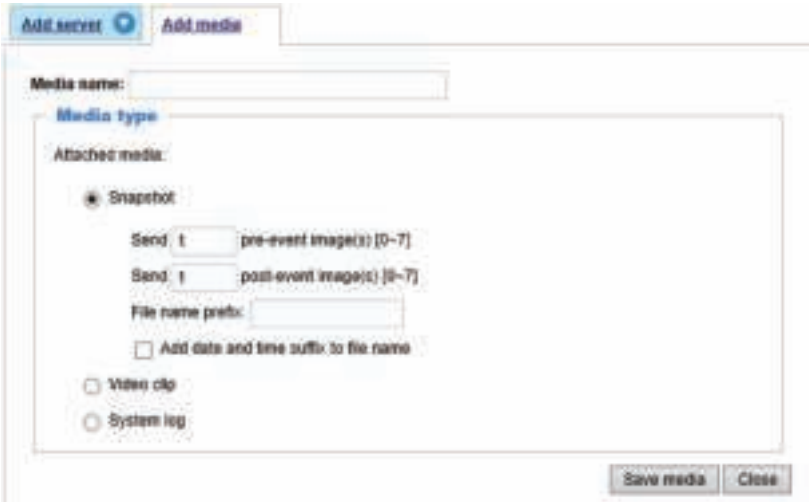 Add server Add media
Media name:
Media type
Attached media:
Snapshot
Send 1 pre-event image(s) [0~7]
Send 1 post-event image(s) [0~7]
File name prefix:
Add date and time suffix to file name
Video clip
System log
Save media Close